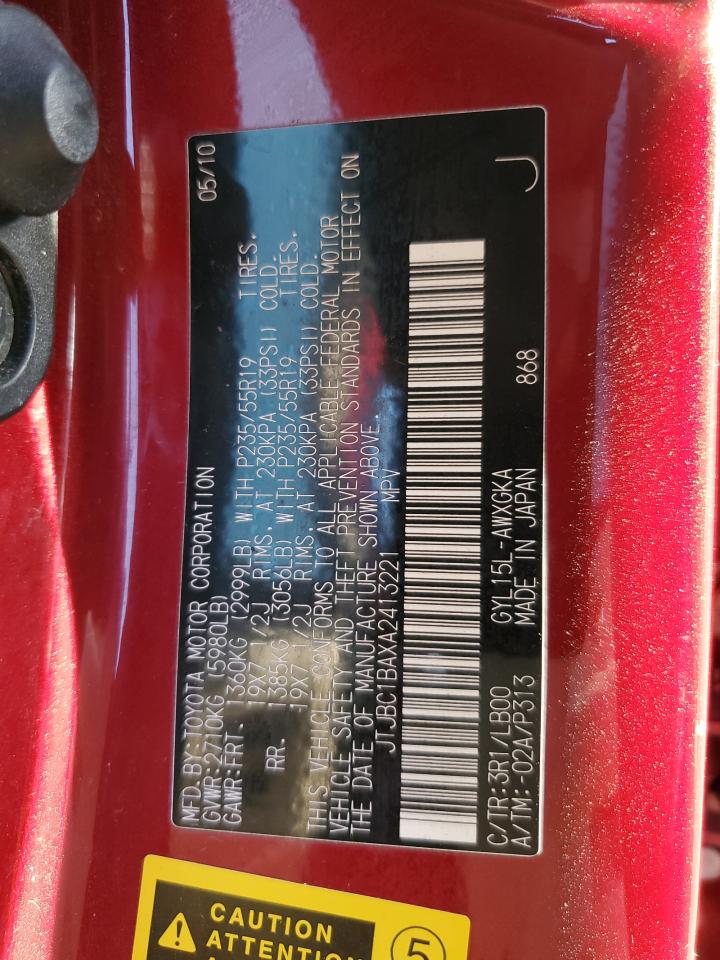 MFD.BY:TOYOTA MOTOR CORPORATION 05/10
GVWR:2710KG (5980LB)
GAWR:FRT. 1360KG (2999LB) WITH P235/55R19 TIRES.
19X7 1/2J RIMS. AT 230KPA (33PSI) COLD.
RR. 1385KG (3056LB) WITH P235/55R19 TIRES.
19X7 1/2J RIMS AT 230KPA (33PSI) COLD.
THIS VEHICLE CONFORMS TO ALL APPLICABLE FEDERAL MOTOR
VEHICLE SAFETY AND THEFT PREVENTION STANDARDS IN EFFECT ON
THE DATE OF MANUFACTURE SHOWN ABOVE.
JTJBC1BAXA2413221 MPV
C/TR:3R1/LB00 GYL15L-AWXGKA 868 J
A/TM:-02A/P313 MADE IN JAPAN
CAUTION
ATTENTION
5